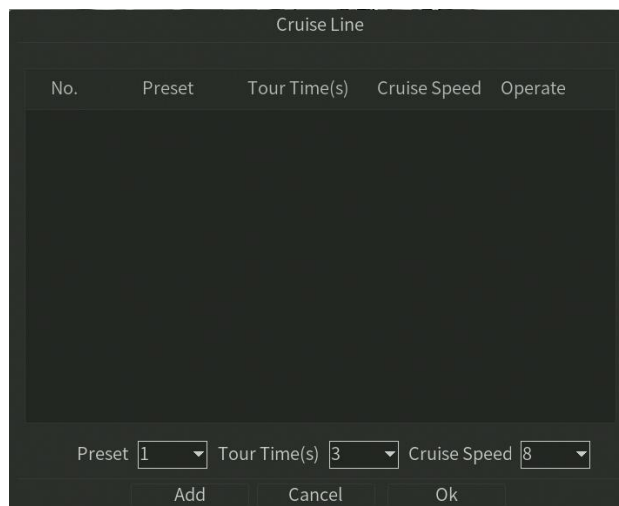 Cruise Line
No. Preset Tour Time(s) Cruise Speed Operate
Preset 1 Tour Time(s) 3 Cruise Speed 8
Add Cancel Ok